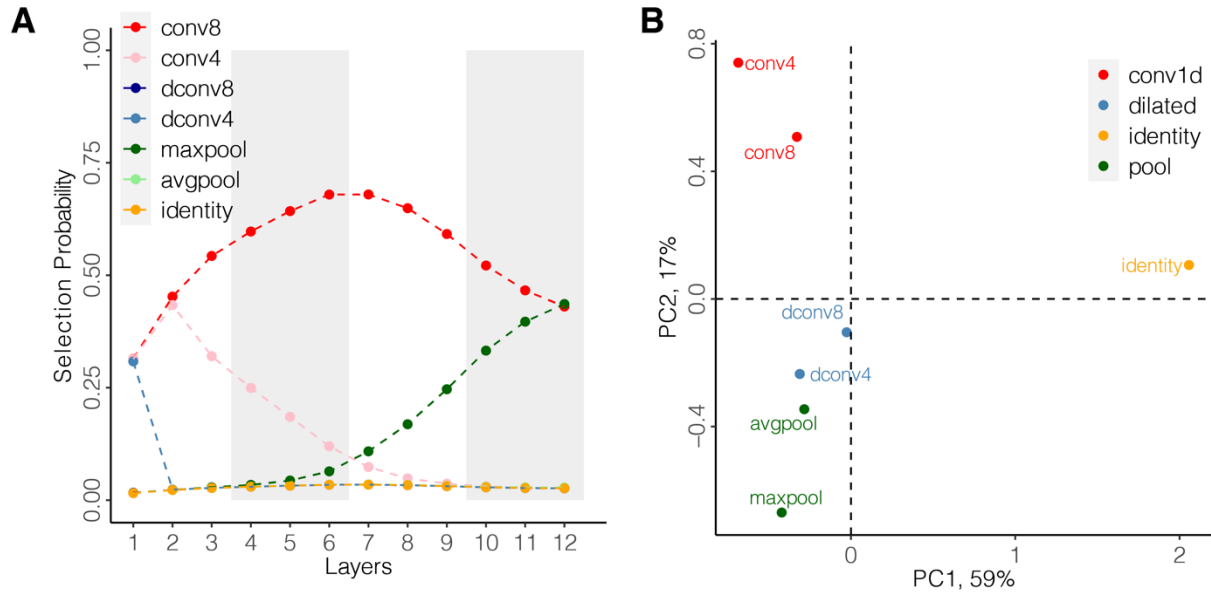 A
conv8
conv4
dconv8
dconv4
maxpool
avgpool
identity
Selection Probability
1.00
0.75
0.50
0.25
0.00
1 2 3 4 5 6 7 8 9 10 11 12
Layers
B
conv1d
dilated
identity
pool
PC2, 17%
0.8
0.4
0.0
−0.4
conv4
conv8
identity
dconv8
dconv4
avgpool
maxpool
0 1 2
PC1, 59%